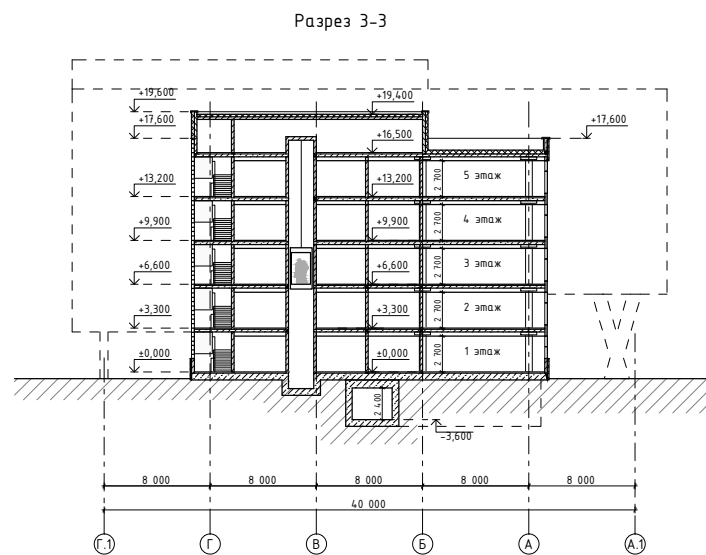 Разрез 3-3
+19,600
+19,400
+17,600
+17,600
+16,500
5 этаж
2 700
+13,200
+13,200
4 этаж
2 700
+9,900
+9,900
3 этаж
2 700
+6,600
+6,600
2 этаж
2 700
+3,300
+3,300
1 этаж
2 700
±0,000
±0,000
2 400
-3,600
8 000
8 000
8 000
8 000
8 000
40 000
Г.1
Г
В
Б
А
А.1